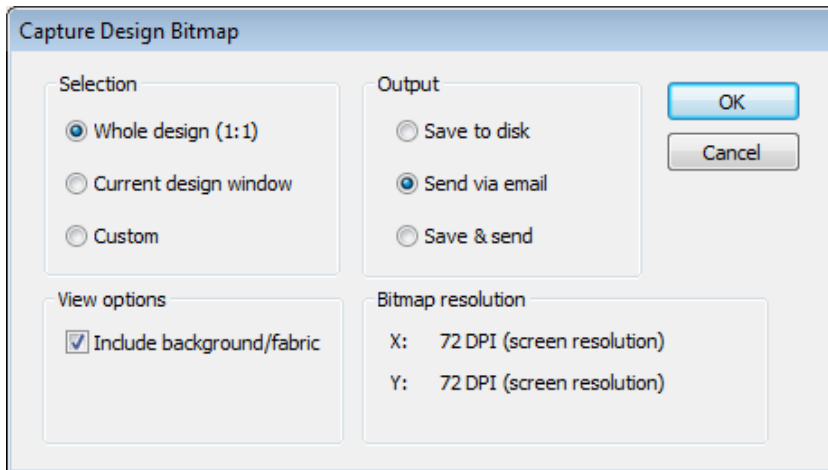 Capture Design Bitmap
Selection
Whole design (1:1)
Current design window
Custom
Output
Save to disk
Send via email
Save & send
OK
Cancel
View options
Include background/fabric
Bitmap resolution
X: 72 DPI (screen resolution)
Y: 72 DPI (screen resolution)